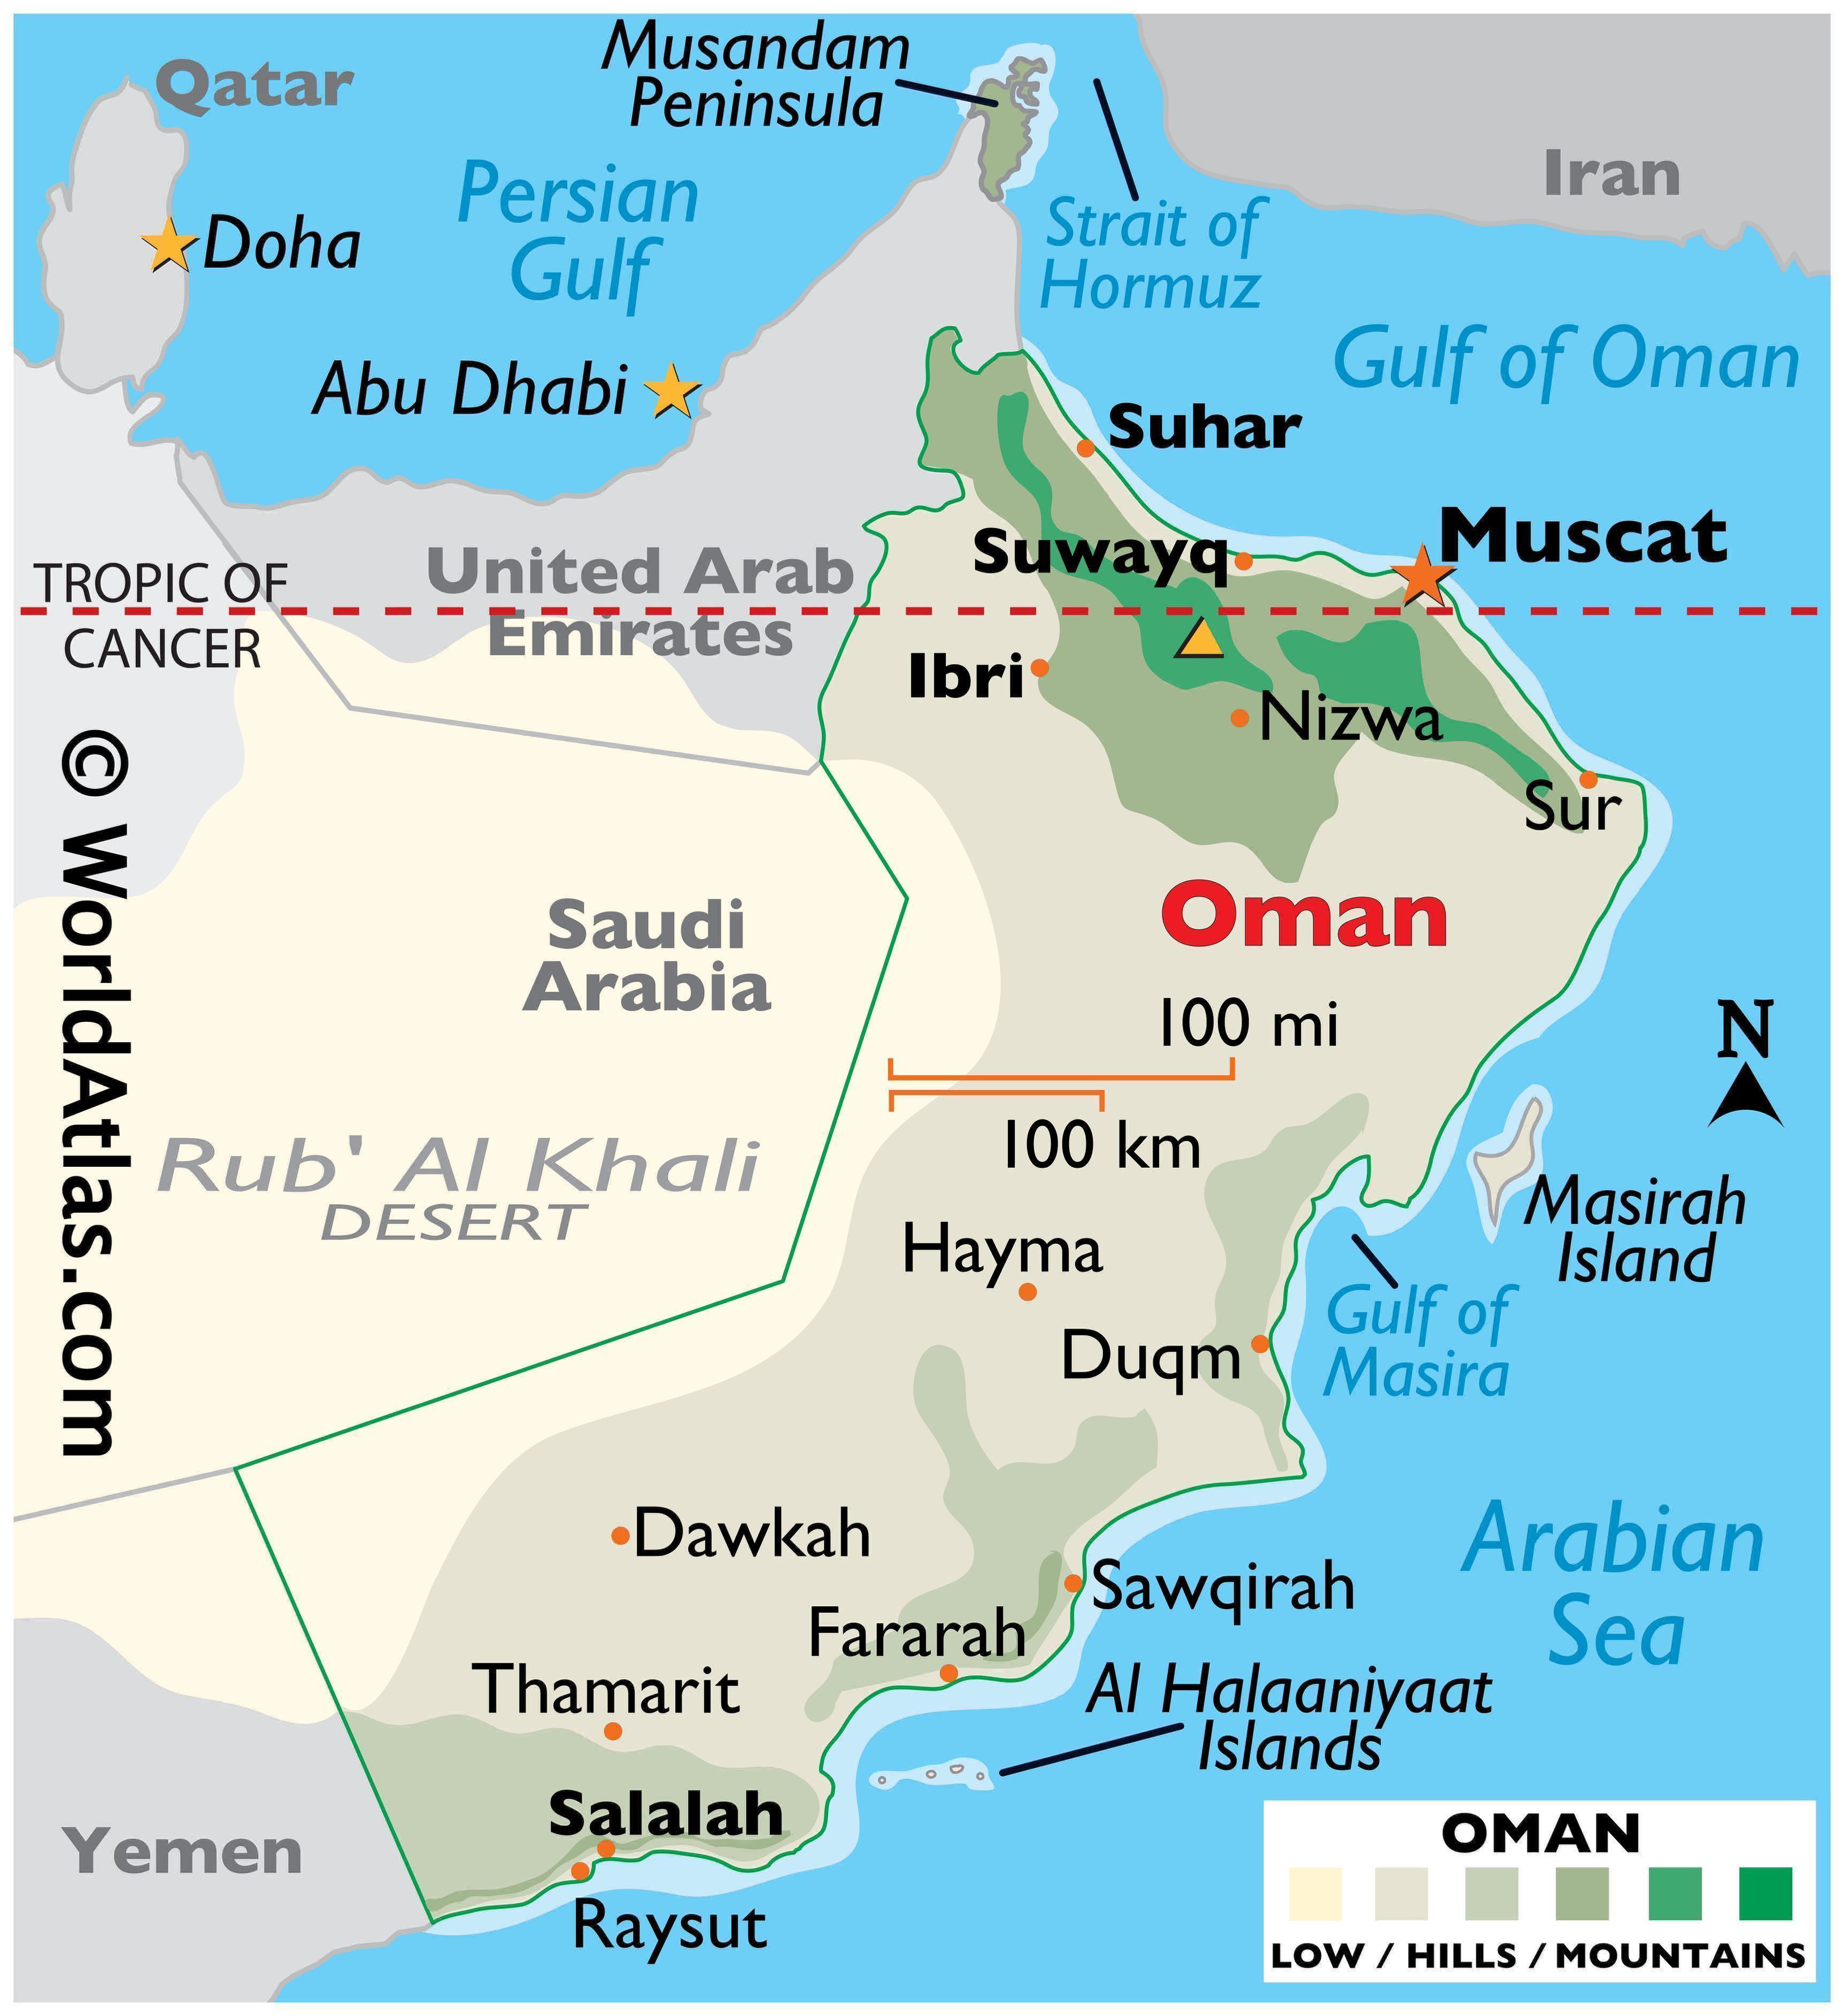 Musandam
Peninsula
Qatar
Iran
Persian
Gulf
Doha
Strait of
Hormuz
Gulf of Oman
Abu Dhabi
Suhar
Muscat
Suwayq
United Arab
Emirates
TROPIC OF
CANCER
Ibri
Nizwa
Sur
© WorldAtlas.com
Saudi
Arabia
Oman
100 mi
100 km
N
Rub' Al Khali
DESERT
Masirah
Island
Hayma
Gulf of
Masira
Duqm
Dawkah
Arabian
Sea
Sawqirah
Fararah
Thamarit
Al Halaaniyaat
Islands
Salalah
Yemen
Raysut
OMAN
LOW / HILLS / MOUNTAINS